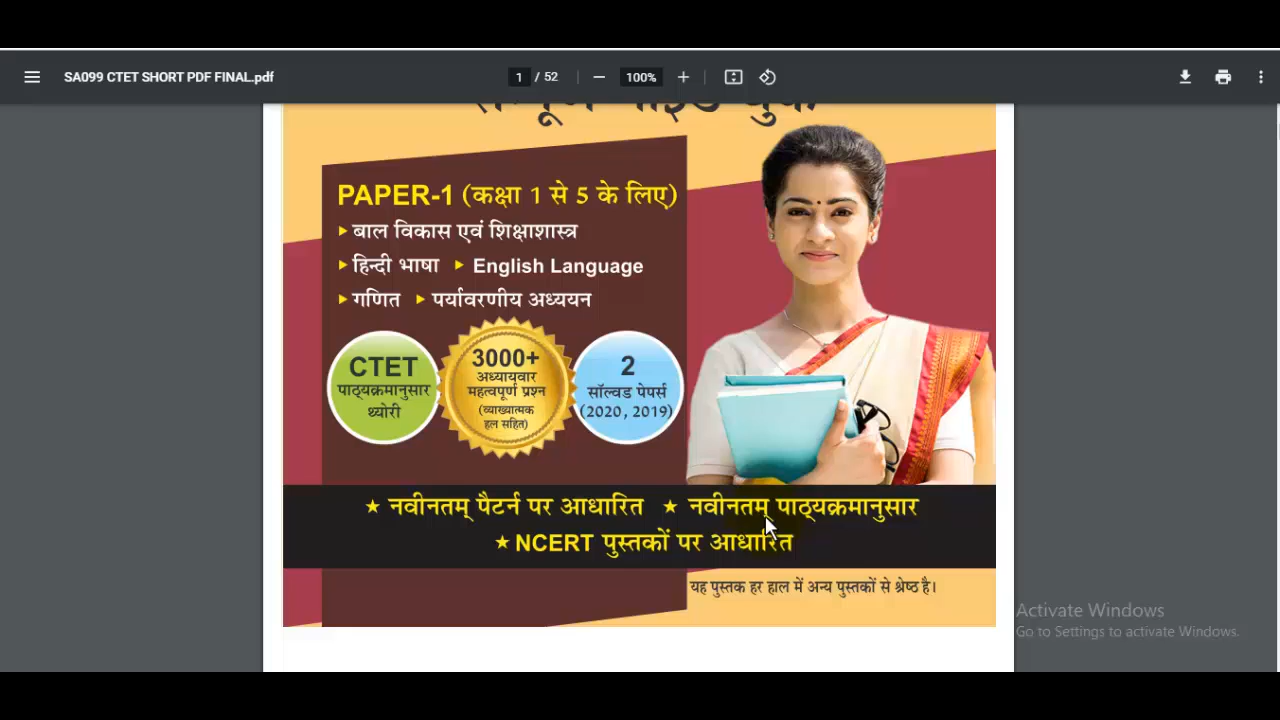 SA099 CTET SHORT PDF FINAL.pdf
1 / 52
100%
PAPER-1 (कक्षा 1 से 5 के लिए)
बाल विकास एवं शिक्षाशास्त्र
हिन्दी भाषा English Language
गणित पर्यावरणीय अध्ययन
CTET
पाठ्यक्रमानुसार
थ्योरी
3000+
अध्यायवार
महत्वपूर्ण प्रश्न
(व्याख्यात्मक
हल सहित)
2
सॉल्वड पेपर्स
(2020, 2019)
★ नवीनतम् पैटर्न पर आधारित ★ नवीनतम् पाठ्यक्रमानुसार
★ NCERT पुस्तकों पर आधारित
यह पुस्तक हर हाल में अन्य पुस्तकों से श्रेष्ठ है।
Activate Windows
Go to Settings to activate Windows.